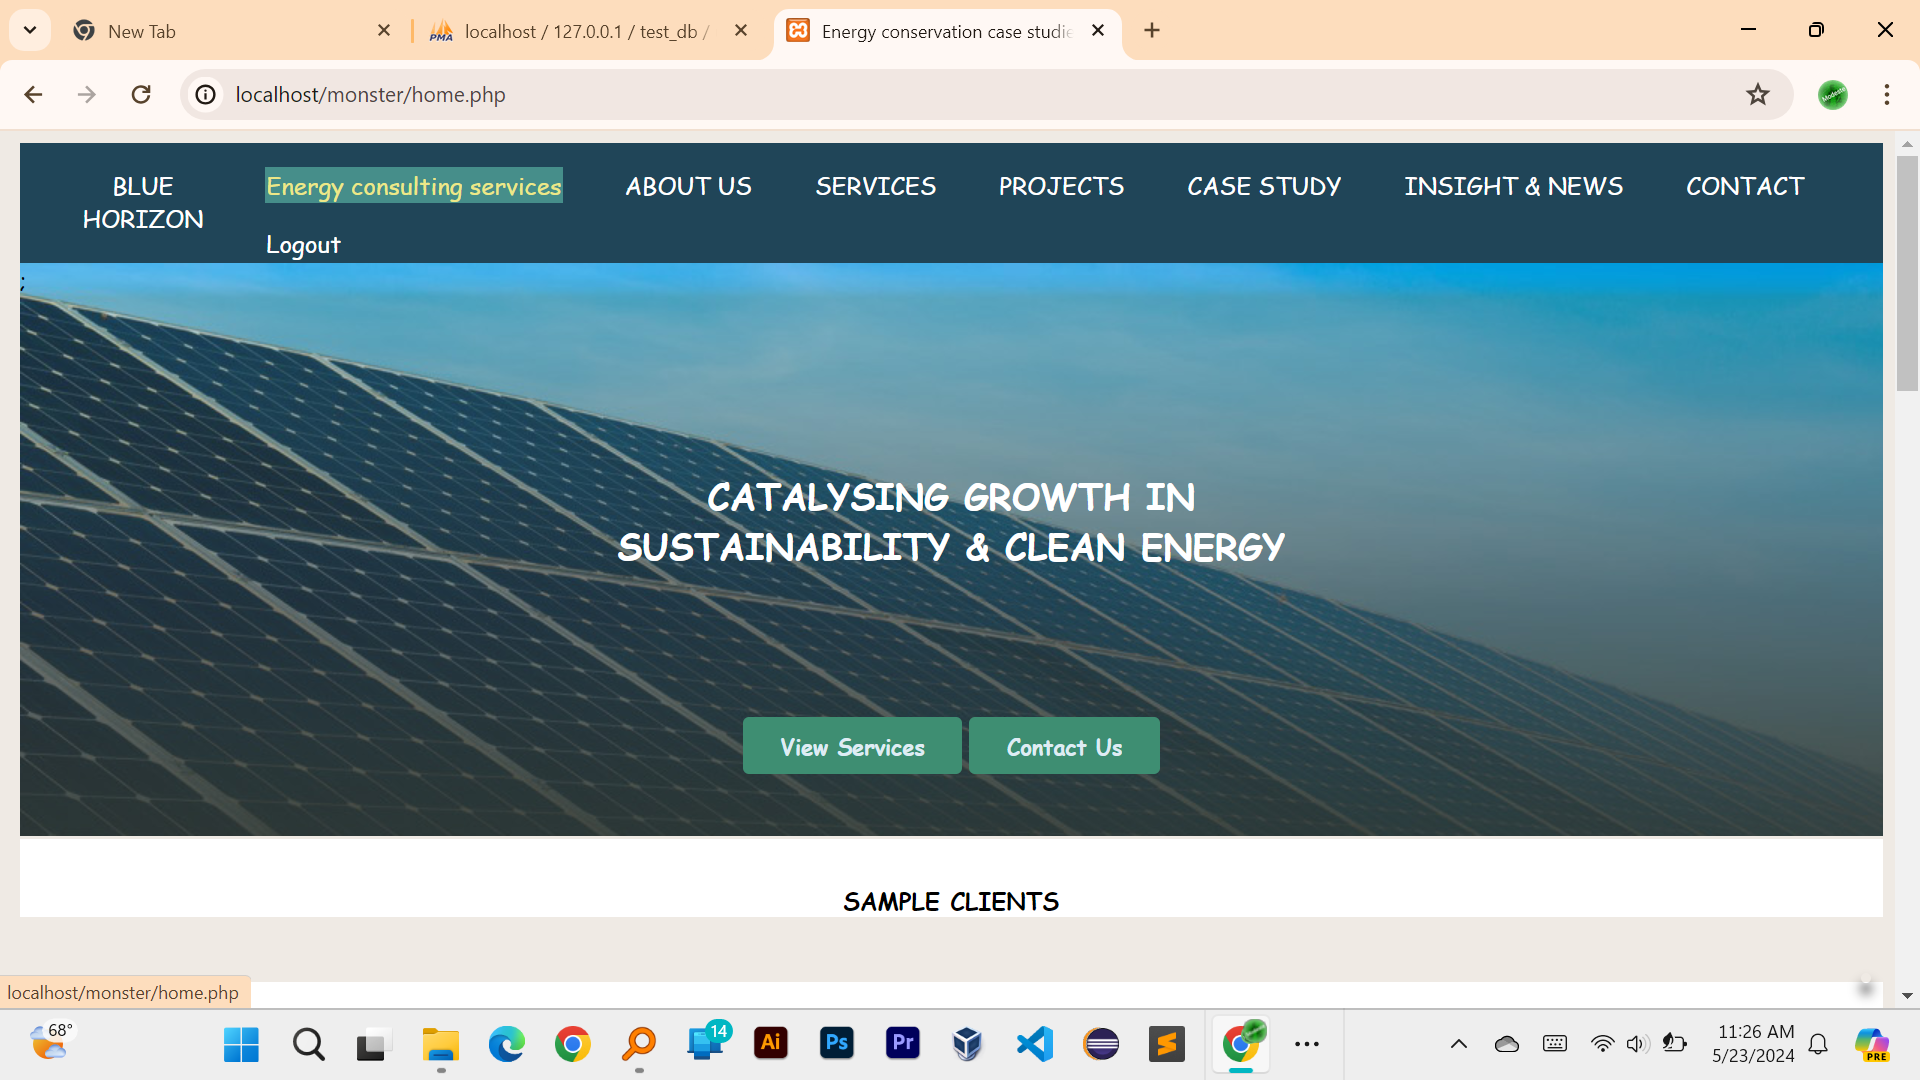 New Tab
localhost / 127.0.0.1 / test_db /
Energy conservation case studie
localhost/monster/home.php
BLUE
HORIZON
Energy consulting services
ABOUT US
SERVICES
PROJECTS
CASE STUDY
INSIGHT & NEWS
CONTACT
Logout
;
CATALYSING GROWTH IN
SUSTAINABILITY & CLEAN ENERGY
View Services
Contact Us
SAMPLE CLIENTS
localhost/monster/home.php
68°
14
Ai
Ps
Pr
11:26 AM
5/23/2024
PRE